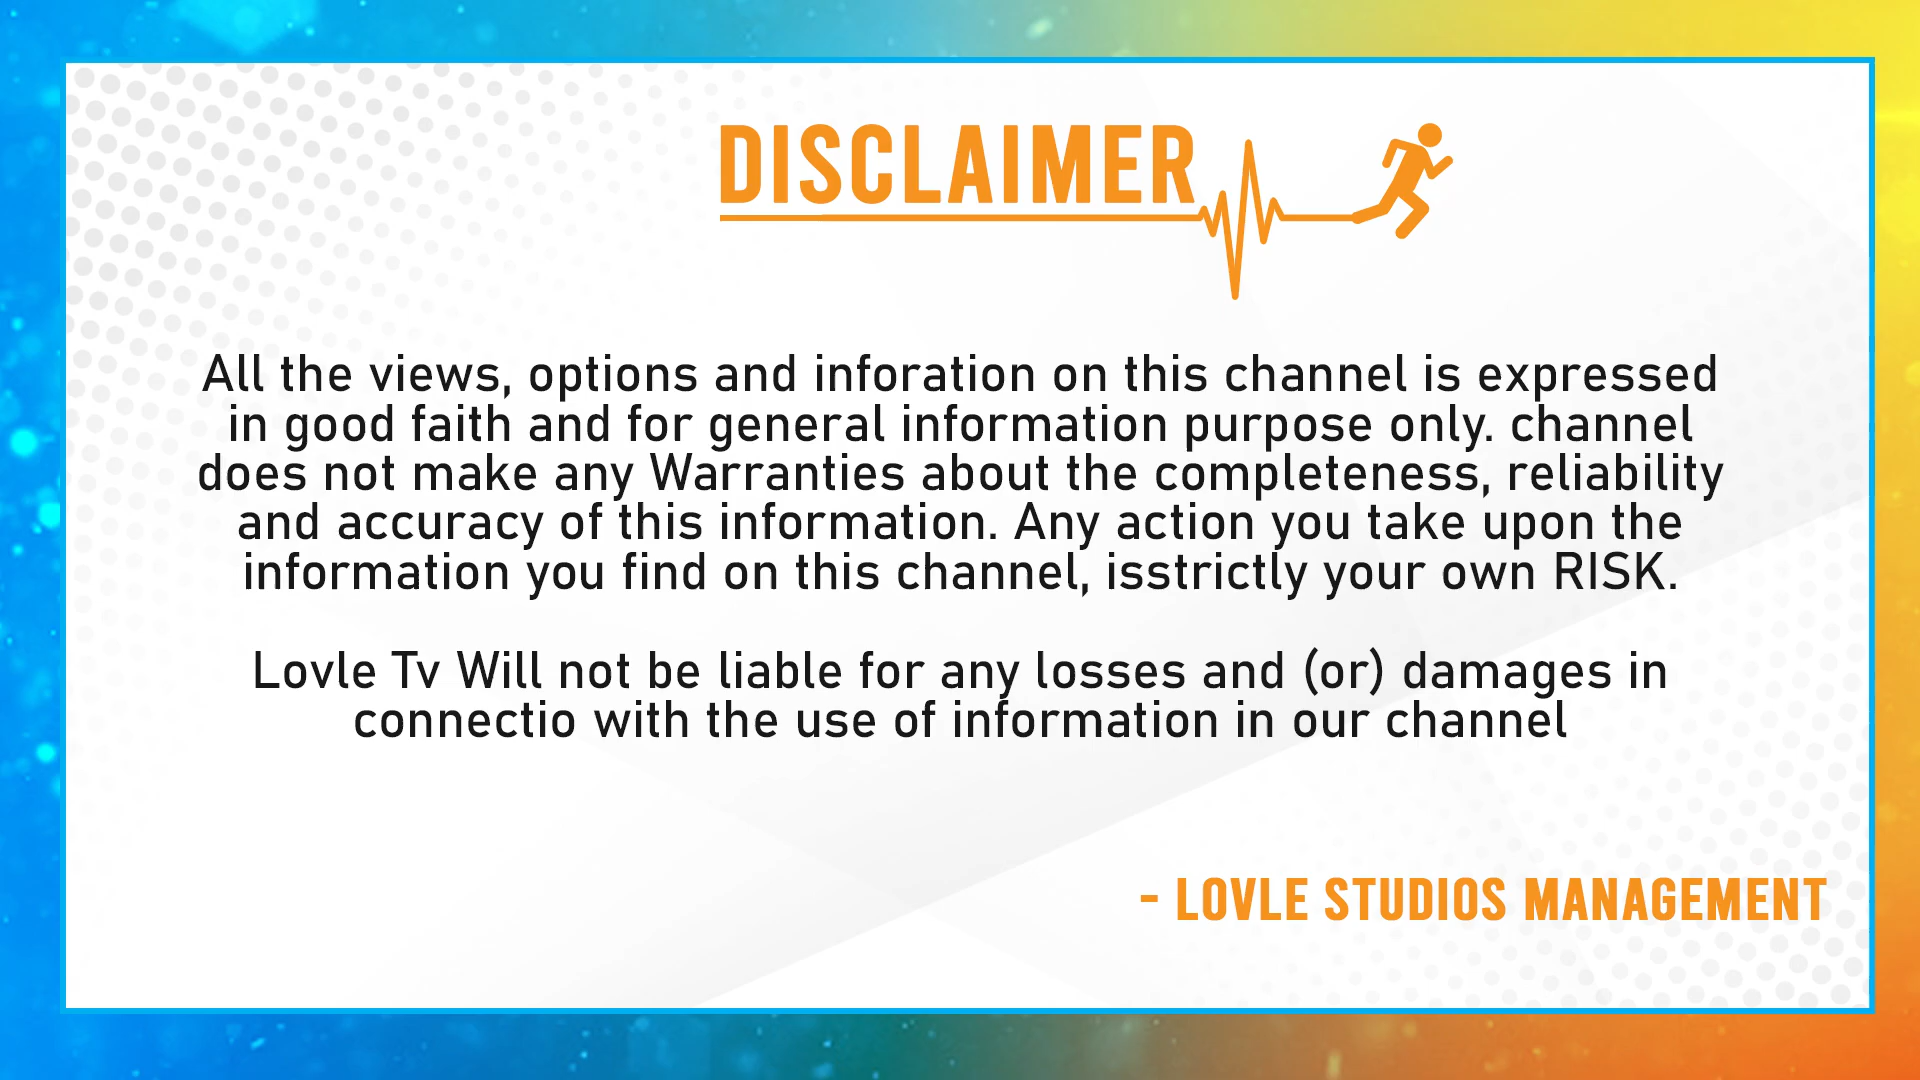 DISCLAIMER
All the views, options and inforation on this channel is expressed
in good faith and for general information purpose only. channel
does not make any Warranties about the completeness, reliability
and accuracy of this information. Any action you take upon the
information you find on this channel, isstrictly your own RISK.
Lovle Tv Will not be liable for any losses and (or) damages in
connectio with the use of information in our channel
- LOVLE STUDIOS MANAGEMENT